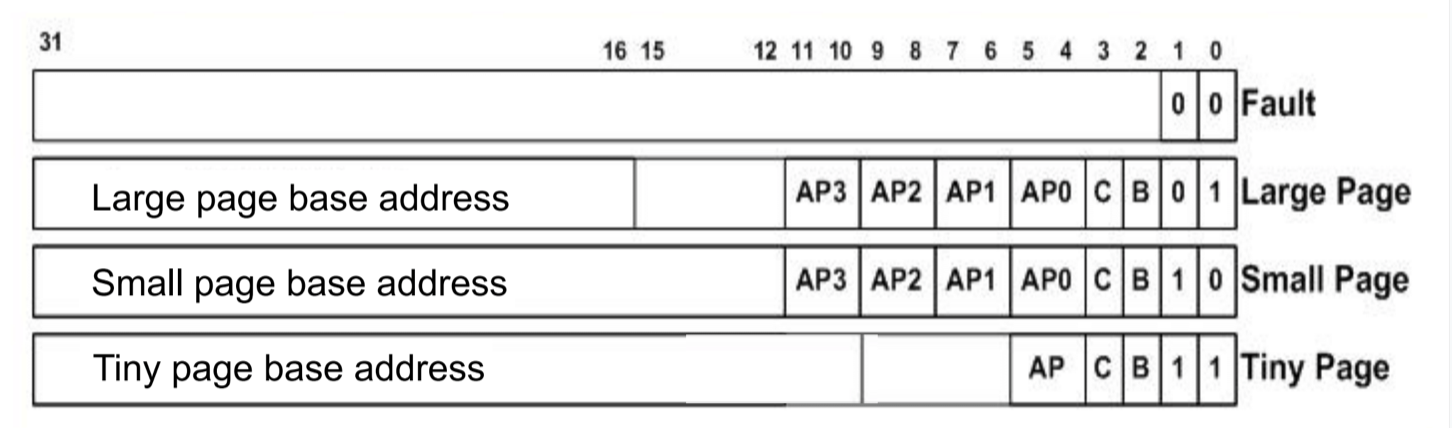 31 16 15 12 11 10 9 8 7 6 5 4 3 2 1 0
0 0 Fault
Large page base address AP3 AP2 AP1 AP0 C B 0 1 Large Page
Small page base address AP3 AP2 AP1 AP0 C B 1 0 Small Page
Tiny page base address AP C B 1 1 Tiny Page